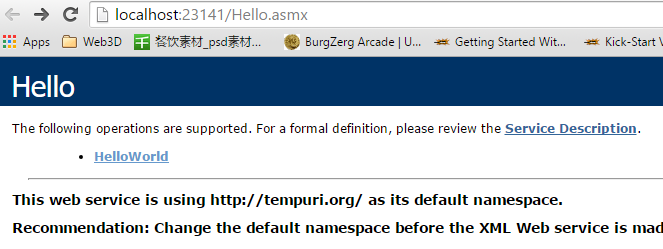 localhost:23141/Hello.asmx
Apps Web3D 餐饮素材_psd素材... BurgZerg Arcade | U... Getting Started Wit... Kick-Start V
Hello
The following operations are supported. For a formal definition, please review the Service Description.
HelloWorld
This web service is using http://tempuri.org/ as its default namespace.
Recommendation: Change the default namespace before the XML Web service is mad